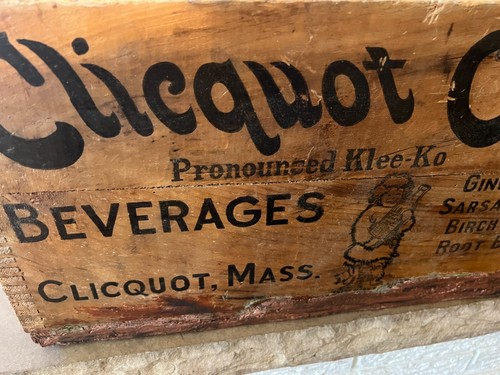 Clicquot C
Pronounced Klee-Ko
BEVERAGES
CLICQUOT, MASS.
GIN
SARSA
BIRCH
ROOT